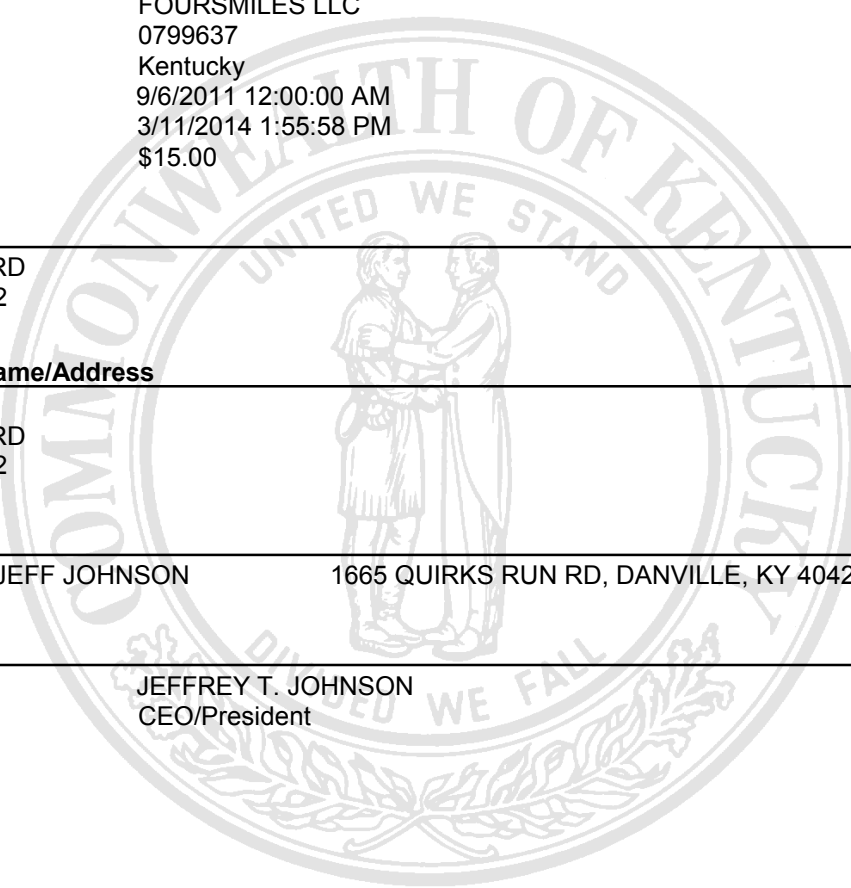 FOURSMILES LLC
0799637
Kentucky
9/6/2011 12:00:00 AM
3/11/2014 1:55:58 PM
$15.00
RD
2
ame/Address
RD
2
JEFF JOHNSON 1665 QUIRKS RUN RD, DANVILLE, KY 4042
JEFFREY T. JOHNSON
CEO/President
COMMONWEALTH OF KENTUCKY
UNITED WE STAND
DIVIDED WE FALL